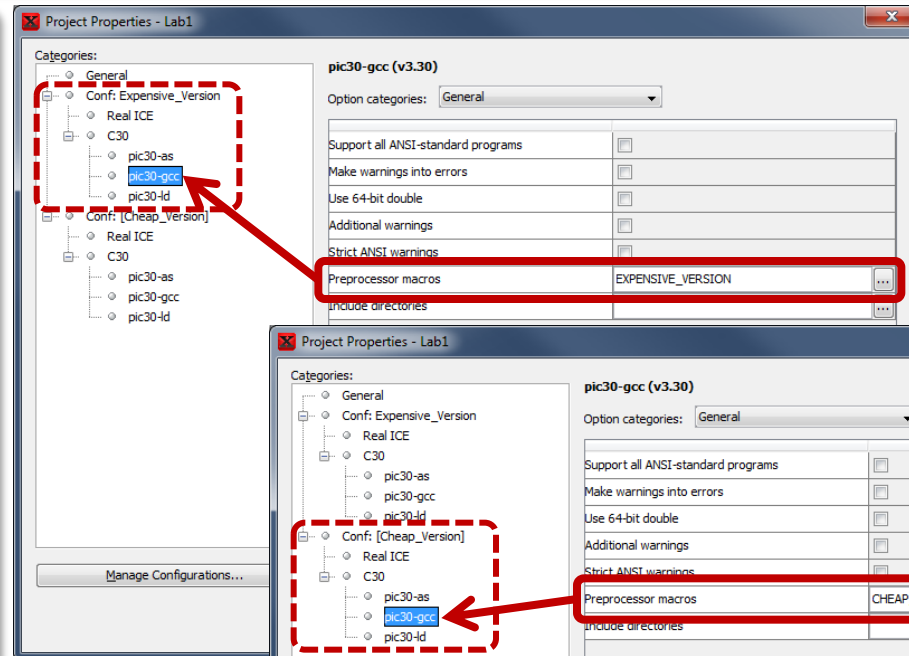 Project Properties - Lab1
Categories:
General
Conf: Expensive_Version
Real ICE
C30
pic30-as
pic30-gcc
pic30-ld
Conf: [Cheap_Version]
Real ICE
C30
pic30-as
pic30-gcc
pic30-ld
Manage Configurations...
pic30-gcc (v3.30)
Option categories: General
Support all ANSI-standard programs
Make warnings into errors
Use 64-bit double
Additional warnings
Strict ANSI warnings
Preprocessor macros EXPENSIVE_VERSION ...
Include directories ...
Project Properties - Lab1
Categories:
General
Conf: Expensive_Version
Real ICE
C30
pic30-as
pic30-gcc
pic30-ld
Conf: [Cheap_Version]
Real ICE
C30
pic30-as
pic30-gcc
pic30-ld
pic30-gcc (v3.30)
Option categories: General
Support all ANSI-standard programs
Make warnings into errors
Use 64-bit double
Additional warnings
Strict ANSI warnings
Preprocessor macros CHEAP
Include directories